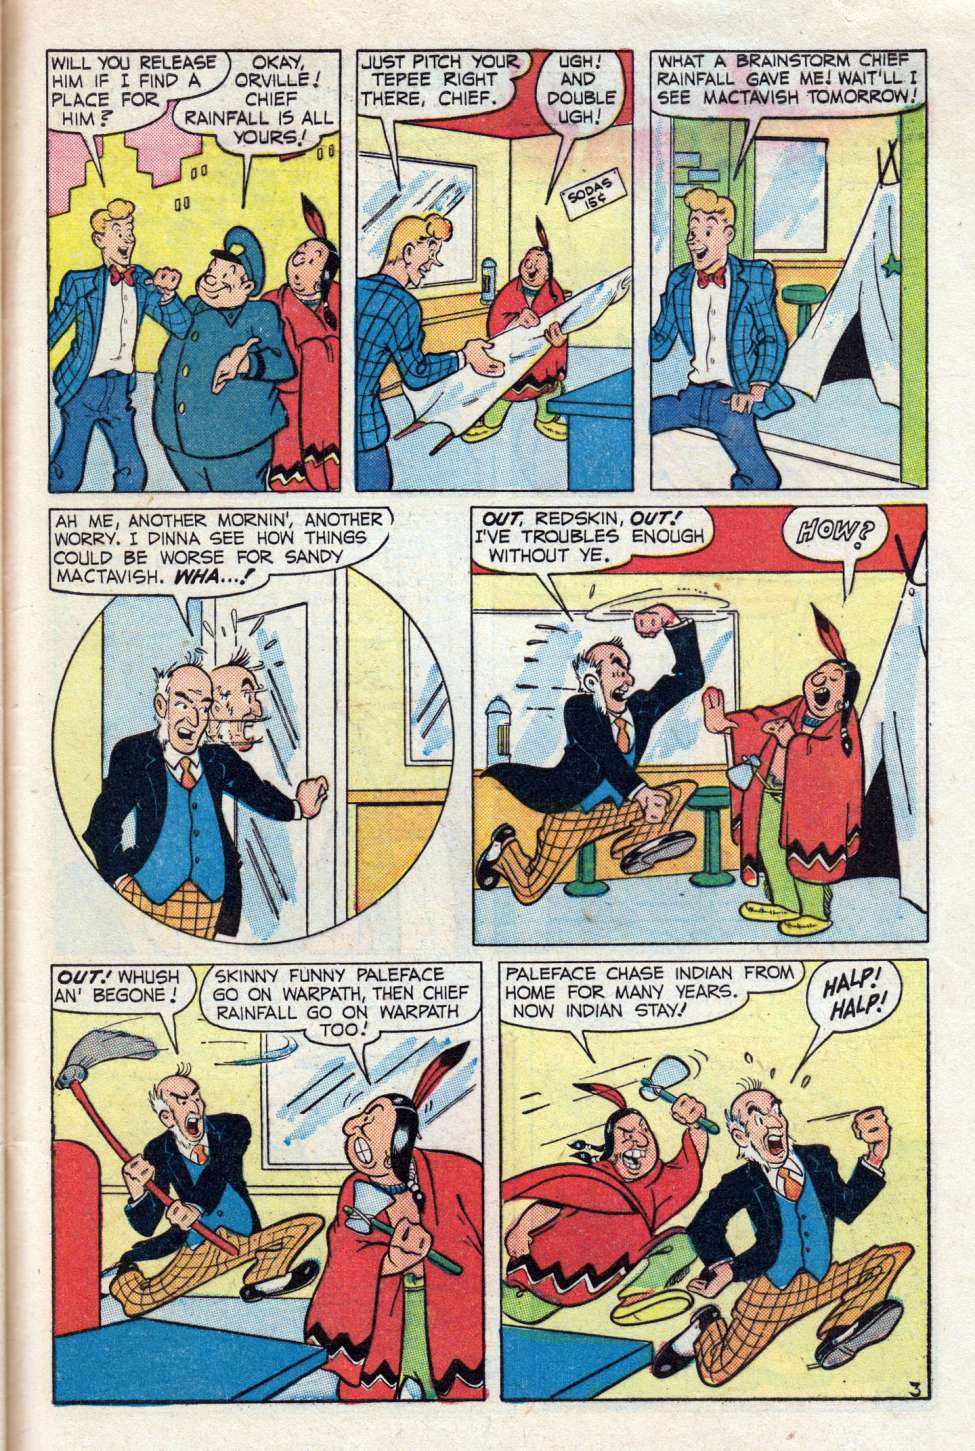 WILL YOU RELEASE
HIM IF I FIND A
PLACE FOR
HIM?
OKAY,
ORVILLE!
CHIEF
RAINFALL IS ALL
YOURS!
JUST PITCH YOUR
TEPEE RIGHT
THERE, CHIEF.
UGH!
AND
DOUBLE
UGH!
SODAS
15¢
WHAT A BRAINSTORM CHIEF
RAINFALL GAVE ME! WAIT'LL I
SEE MACTAVISH TOMORROW!
AH ME, ANOTHER MORNIN', ANOTHER
WORRY. I DINNA SEE HOW THINGS
COULD BE WORSE FOR SANDY
MACTAVISH. WHA...!
OUT, REDSKIN, OUT!
I'VE TROUBLES ENOUGH
WITHOUT YE.
HOW?
OUT! WHUSH
AN' BEGONE!
SKINNY FUNNY PALEFACE
GO ON WARPATH, THEN CHIEF
RAINFALL GO ON WARPATH
TOO!
PALEFACE CHASE INDIAN FROM
HOME FOR MANY YEARS.
NOW INDIAN STAY!
HALP!
HALP!
3